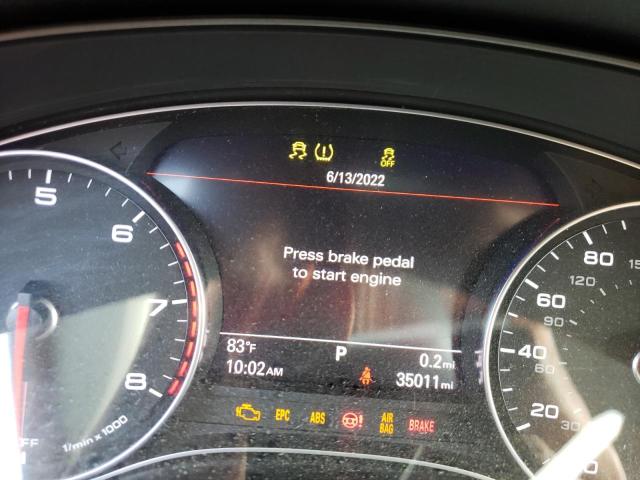 OFF
6/13/2022
Press brake pedal
to start engine
83°F P 0.2mi
10:02AM 35011mi
EPC ABS AIR BAG BRAKE
5
6
7
8
1/min x 1000
OFF
80
120
60
90
40
60
20
30